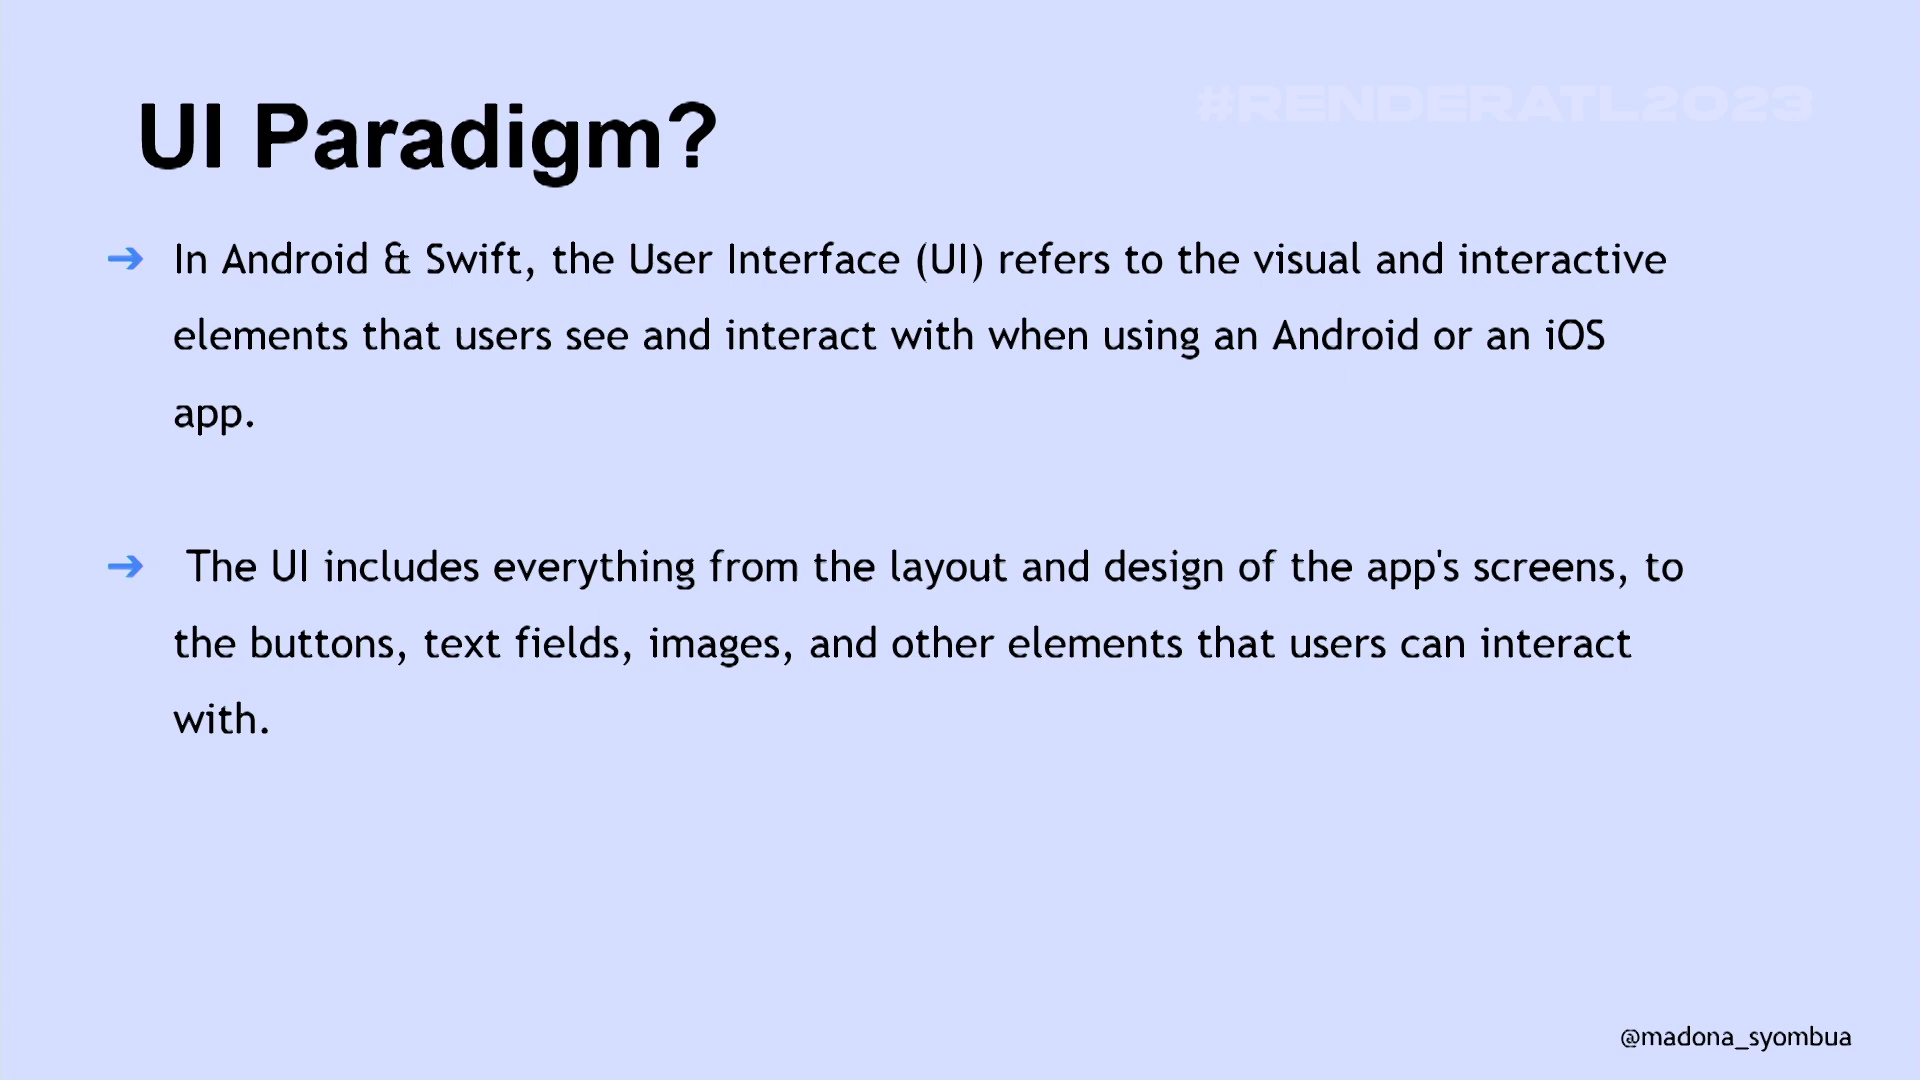 UI Paradigm?
#RENDERATL2023
➔ In Android & Swift, the User Interface (UI) refers to the visual and interactive
elements that users see and interact with when using an Android or an iOS
app.
➔ The UI includes everything from the layout and design of the app's screens, to
the buttons, text fields, images, and other elements that users can interact
with.
@madona_syombua